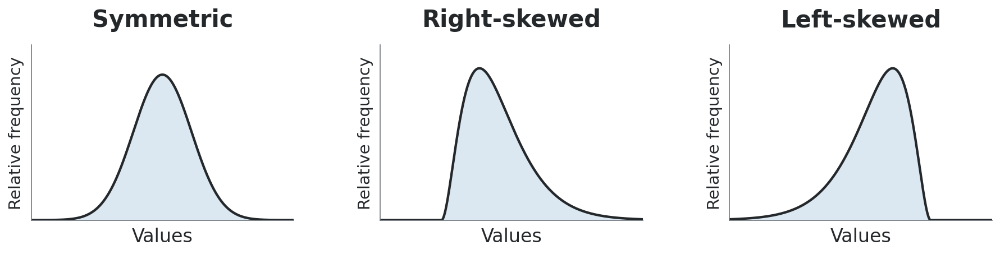 Symmetric
Relative frequency
Values
Right-skewed
Relative frequency
Values
Left-skewed
Relative frequency
Values